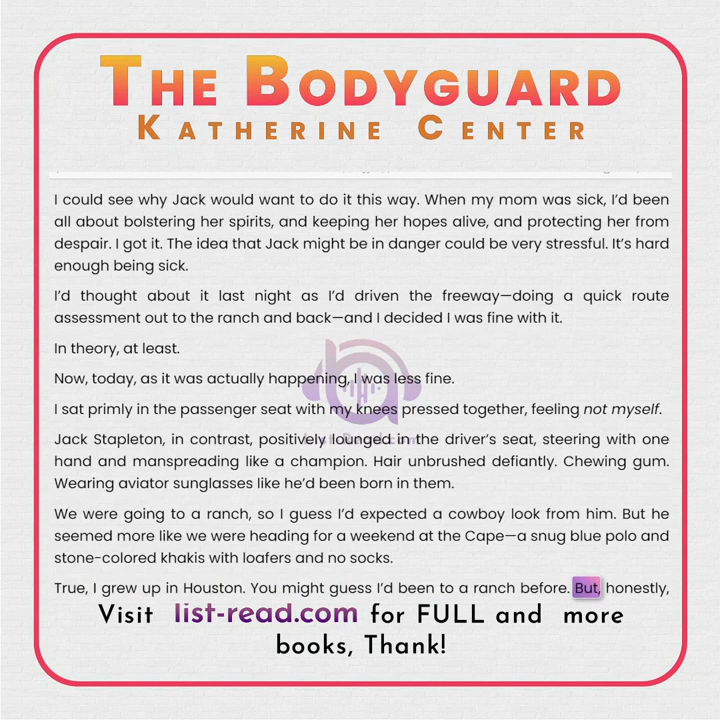 THE BODYGUARD
KATHERINE CENTER
I could see why Jack would want to do it this way. When my mom was sick, I'd been
all about bolstering her spirits, and keeping her hopes alive, and protecting her from
despair. I got it. The idea that Jack might be in danger could be very stressful. It's hard
enough being sick.
I'd thought about it last night as I'd driven the freeway—doing a quick route
assessment out to the ranch and back—and I decided I was fine with it.
In theory, at least.
Now, today, as it was actually happening, I was less fine.
I sat primly in the passenger seat with my knees pressed together, feeling not myself.
Jack Stapleton, in contrast, positively lounged in the driver's seat, steering with one
hand and manspreading like a champion. Hair unbrushed defiantly. Chewing gum.
Wearing aviator sunglasses like he'd been born in them.
We were going to a ranch, so I guess I'd expected a cowboy look from him. But he
seemed more like we were heading for a weekend at the Cape—a snug blue polo and
stone-colored khakis with loafers and no socks.
True, I grew up in Houston. You might guess I'd been to a ranch before. But, honestly,
Visit list-read.com for FULL and more
books, Thank!